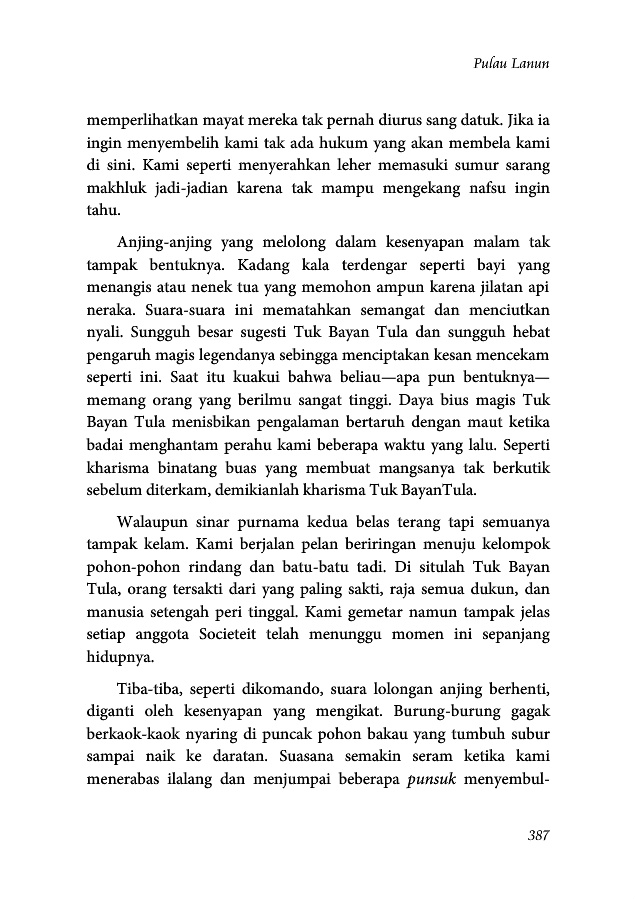 Pulau Lanun
memperlihatkan mayat mereka tak pernah diurus sang datuk. Jika ia
ingin menyembelih kami tak ada hukum yang akan membela kami
di sini. Kami seperti menyerahkan leher memasuki sumur sarang
makhluk jadi-jadian karena tak mampu mengekang nafsu ingin
tahu.
Anjing-anjing yang melolong dalam kesenyapan malam tak
tampak bentuknya. Kadang kala terdengar seperti bayi yang
menangis atau nenek tua yang memohon ampun karena jilatan api
neraka. Suara-suara ini mematahkan semangat dan menciutkan
nyali. Sungguh besar sugesti Tuk Bayan Tula dan sungguh hebat
pengaruh magis legendanya sebingga menciptakan kesan mencekam
seperti ini. Saat itu kuakui bahwa beliau—apa pun bentuknya—
memang orang yang berilmu sangat tinggi. Daya bius magis Tuk
Bayan Tula menisbikan pengalaman bertaruh dengan maut ketika
badai menghantam perahu kami beberapa waktu yang lalu. Seperti
kharisma binatang buas yang membuat mangsanya tak berkutik
sebelum diterkam, demikianlah kharisma Tuk BayanTula.
Walaupun sinar purnama kedua belas terang tapi semuanya
tampak kelam. Kami berjalan pelan beriringan menuju kelompok
pohon-pohon rindang dan batu-batu tadi. Di situlah Tuk Bayan
Tula, orang tersakti dari yang paling sakti, raja semua dukun, dan
manusia setengah peri tinggal. Kami gemetar namun tampak jelas
setiap anggota Societeit telah menunggu momen ini sepanjang
hidupnya.
Tiba-tiba, seperti dikomando, suara lolongan anjing berhenti,
diganti oleh kesenyapan yang mengikat. Burung-burung gagak
berkaok-kaok nyaring di puncak pohon bakau yang tumbuh subur
sampai naik ke daratan. Suasana semakin seram ketika kami
menerabas ilalang dan menjumpai beberapa punsuk menyembul-
387